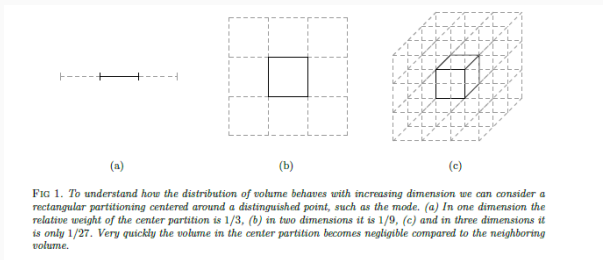 (a) (b) (c)
FIG 1. To understand how the distribution of volume behaves with increasing dimension we can consider a
rectangular partitioning centered around a distinguished point, such as the mode. (a) In one dimension the
relative weight of the center partition is 1/3, (b) in two dimensions it is 1/9, (c) and in three dimensions it
is only 1/27. Very quickly the volume in the center partition becomes negligible compared to the neighboring
volume.